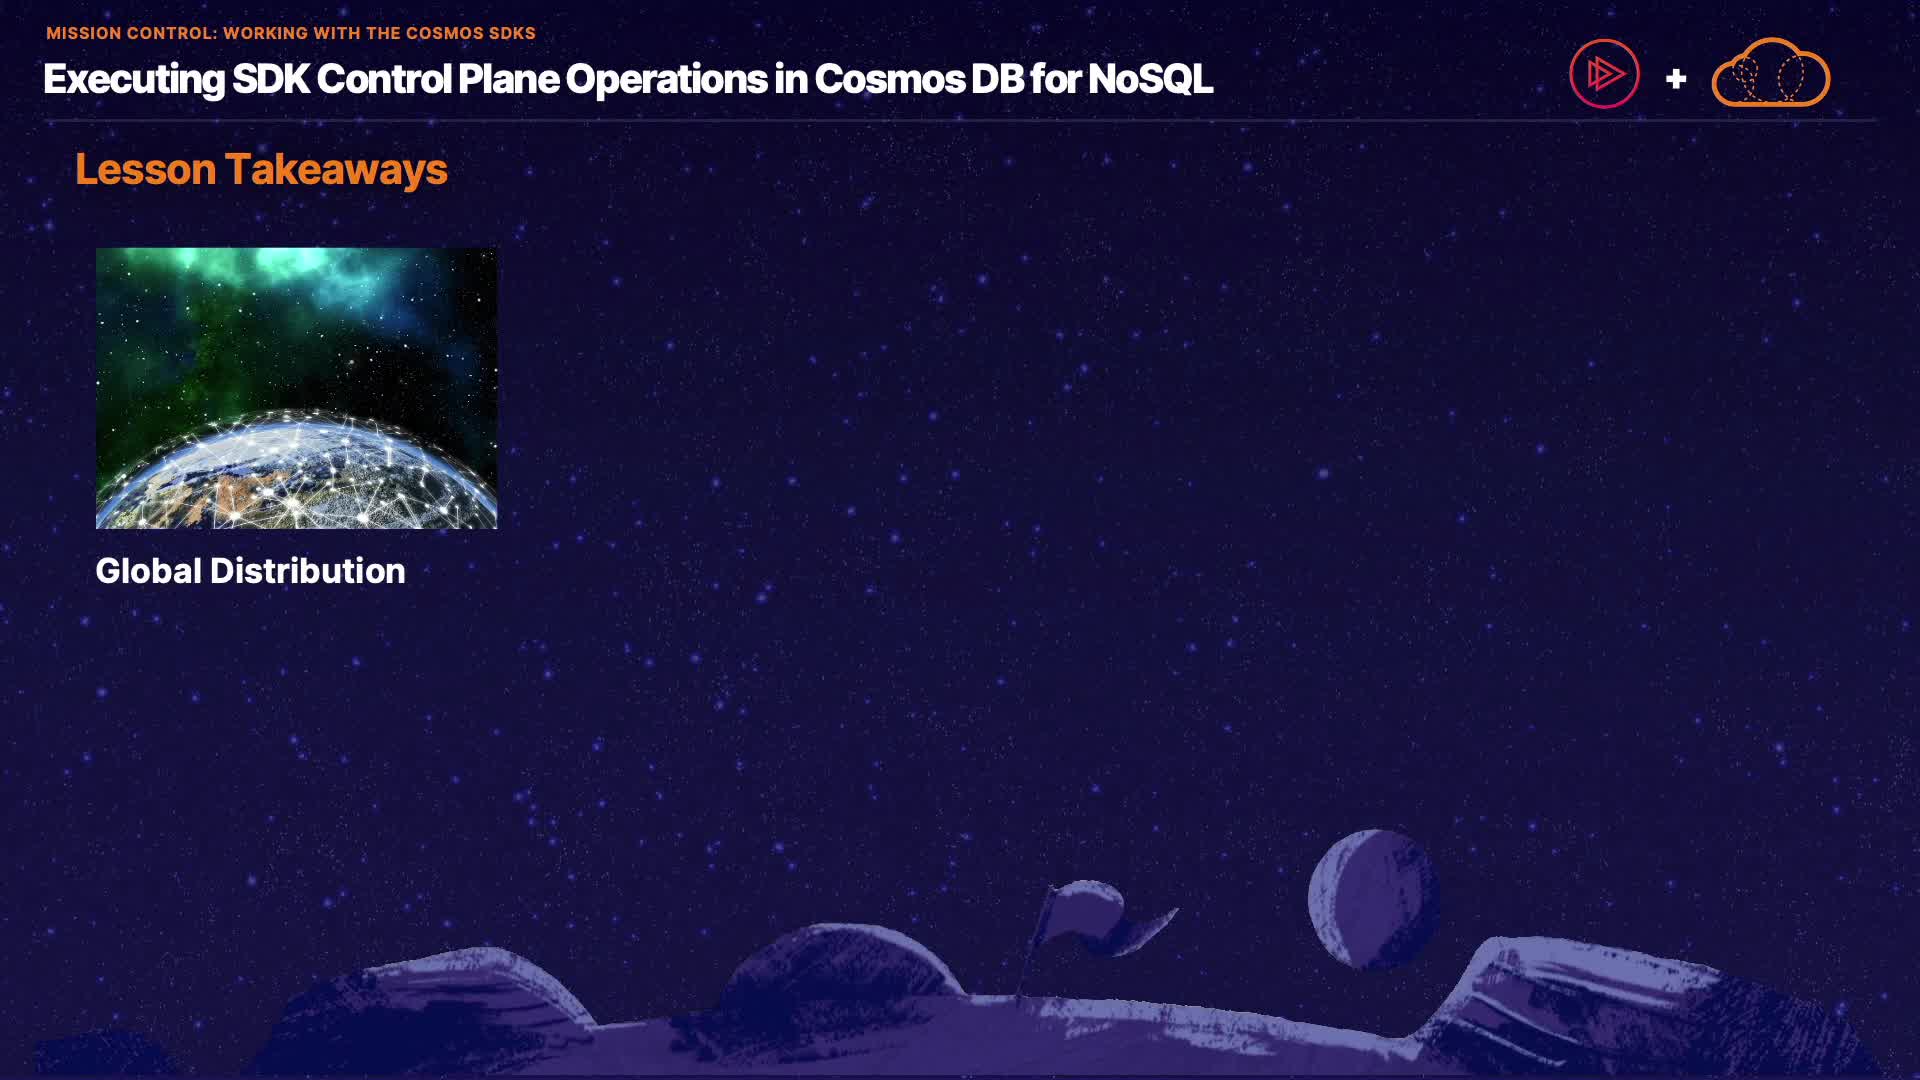 MISSION CONTROL: WORKING WITH THE COSMOS SDKS
Executing SDK Control Plane Operations in Cosmos DB for NoSQL
+
Lesson Takeaways
Global Distribution